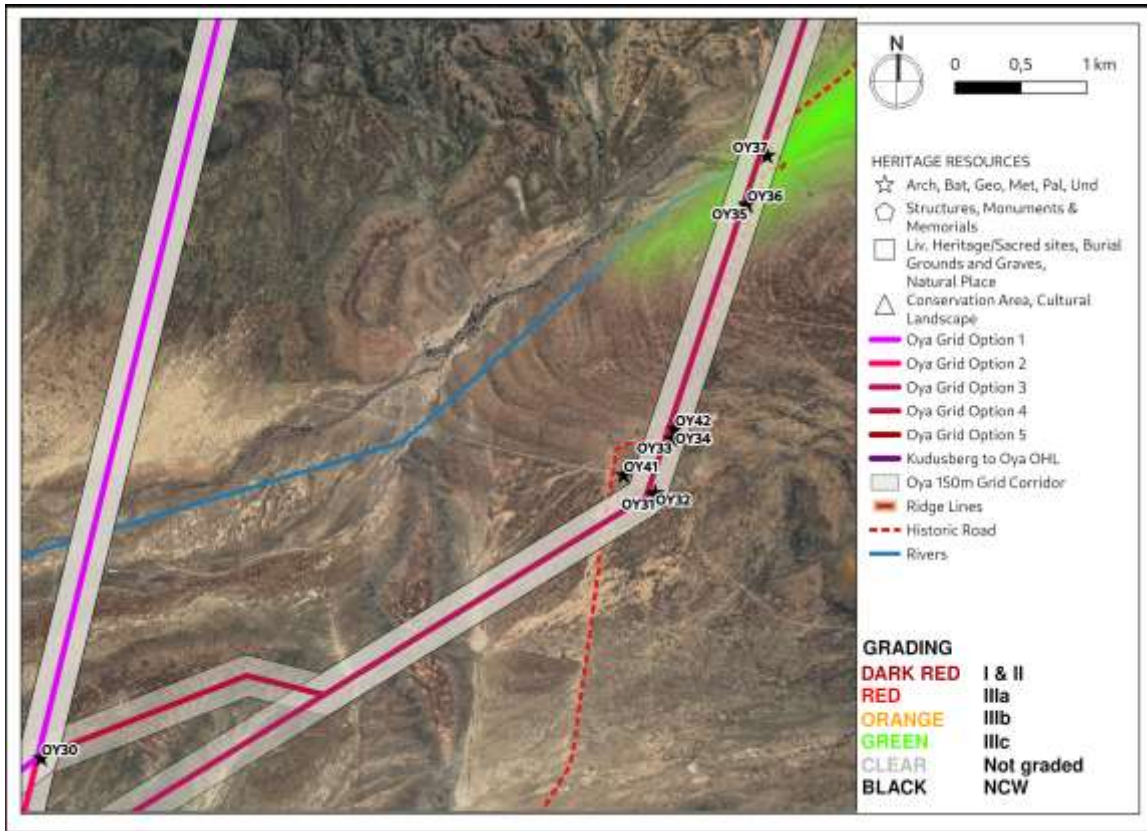 OY37
OY36
OY35
OY42
OY33
OY34
OY41
OY31
OY32
OY30
N
0 0,5 1 km
HERITAGE RESOURCES
Arch, Bat, Geo, Met, Pal, Und
Structures, Monuments &
Memorials
Liv. Heritage/Sacred sites, Burial
Grounds and Graves,
Natural Place
Conservation Area, Cultural
Landscape
Oya Grid Option 1
Oya Grid Option 2
Oya Grid Option 3
Oya Grid Option 4
Oya Grid Option 5
Kudusberg to Oya OHL
Oya 150m Grid Corridor
Ridge Lines
Historic Road
Rivers
GRADING
DARK RED I & II
RED IIIa
ORANGE IIIb
GREEN IIIc
CLEAR Not graded
BLACK NCW